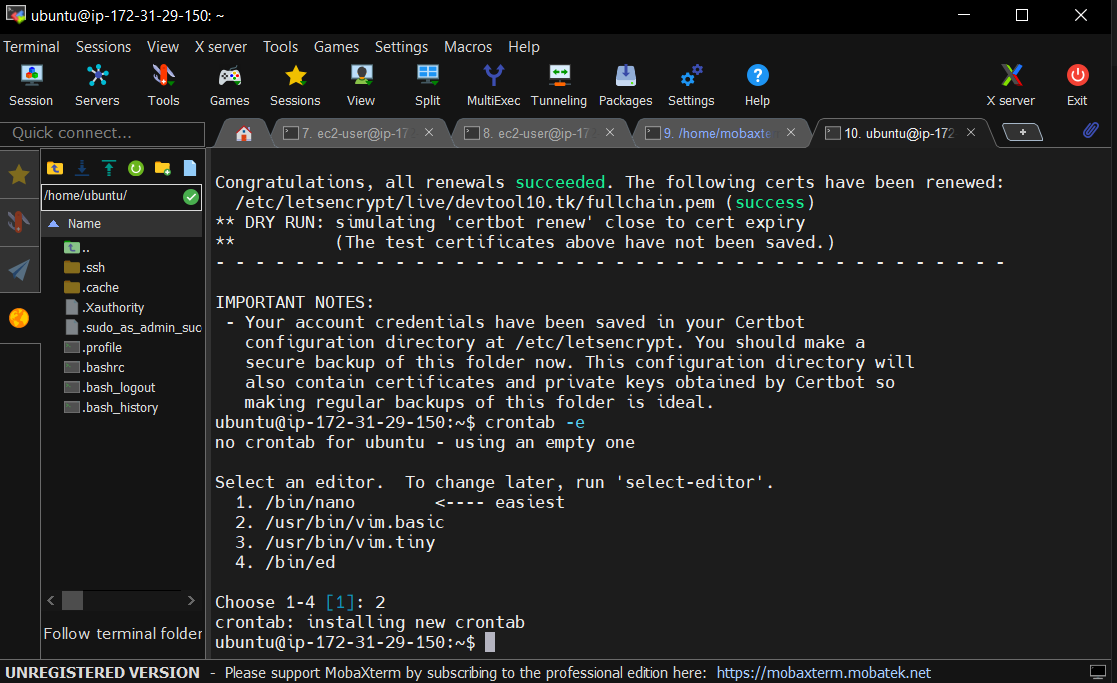 ubuntu@ip-172-31-29-150: ~
Terminal Sessions View X server Tools Games Settings Macros Help
Session Servers Tools Games Sessions View Split MultiExec Tunneling Packages Settings Help X server Exit
Quick connect...
7. ec2-user@ip-17
8. ec2-user@ip-17
9. /home/mobaxte
10. ubuntu@ip-172
/home/ubuntu/
Name
..
.ssh
.cache
.Xauthority
.sudo_as_admin_suc
.profile
.bashrc
.bash_logout
.bash_history
Follow terminal folder
Congratulations, all renewals succeeded. The following certs have been renewed:
/etc/letsencrypt/live/devtool10.tk/fullchain.pem (success)
** DRY RUN: simulating 'certbot renew' close to cert expiry
** (The test certificates above have not been saved.)
- - - - - - - - - - - - - - - - - - - - - - - - - - - - - - - - - - - - - - - -
IMPORTANT NOTES:
- Your account credentials have been saved in your Certbot
configuration directory at /etc/letsencrypt. You should make a
secure backup of this folder now. This configuration directory will
also contain certificates and private keys obtained by Certbot so
making regular backups of this folder is ideal.
ubuntu@ip-172-31-29-150:~$ crontab -e
no crontab for ubuntu - using an empty one
Select an editor.  To change later, run 'select-editor'.
1. /bin/nano        <---- easiest
2. /usr/bin/vim.basic
3. /usr/bin/vim.tiny
4. /bin/ed
Choose 1-4 [1]: 2
crontab: installing new crontab
ubuntu@ip-172-31-29-150:~$
UNREGISTERED VERSION - Please support MobaXterm by subscribing to the professional edition here: https://mobaxterm.mobatek.net